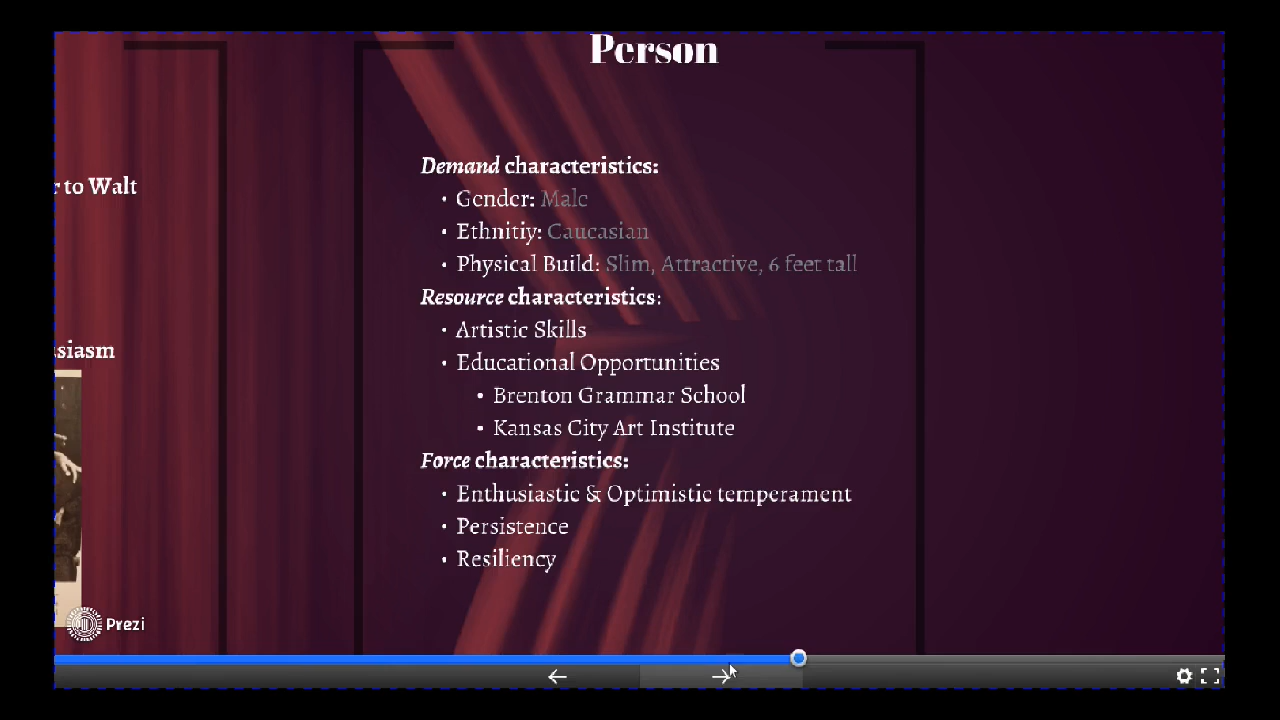 Person
r to Walt
Demand characteristics:
• Gender: Male
• Ethnitiy: Caucasian
• Physical Build: Slim, Attractive, 6 feet tall
Resource characteristics:
• Artistic Skills
usiasm
• Educational Opportunities
• Brenton Grammar School
• Kansas City Art Institute
Force characteristics:
• Enthusiastic & Optimistic temperament
• Persistence
• Resiliency
Prezi